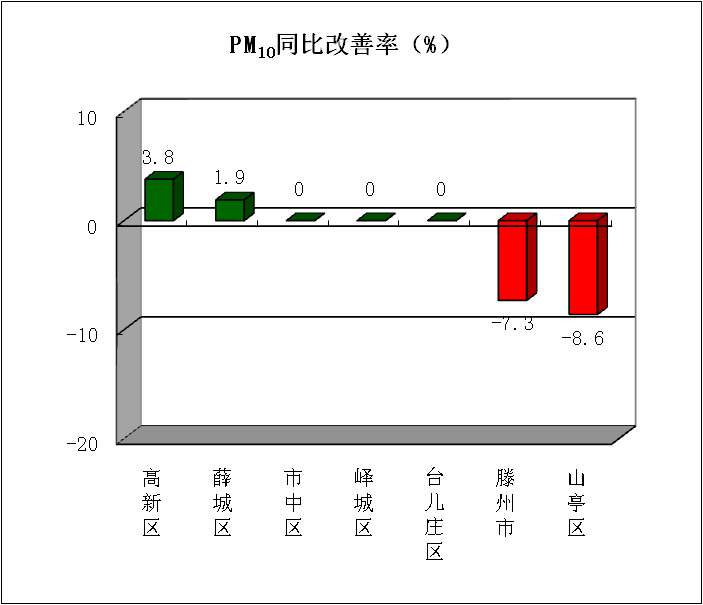 PM10同比改善率（%）
10
0
-10
-20
3.8
1.9
0
0
0
-7.3
-8.6
高新区
薛城区
市中区
峄城区
台儿庄区
滕州市
山亭区